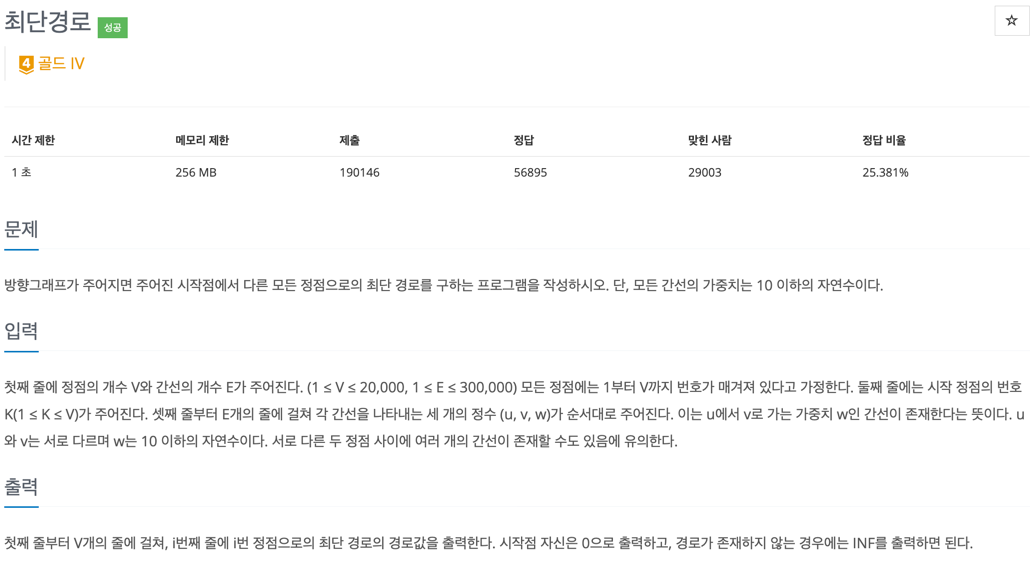 최단경로 성공
☆
4 골드 IV
시간 제한 메모리 제한 제출 정답 맞힌 사람 정답 비율
1 초 256 MB 190146 56895 29003 25.381%
문제
방향그래프가 주어지면 주어진 시작점에서 다른 모든 정점으로의 최단 경로를 구하는 프로그램을 작성하시오. 단, 모든 간선의 가중치는 10 이하의 자연수이다.
입력
첫째 줄에 정점의 개수 V와 간선의 개수 E가 주어진다. (1 ≤ V ≤ 20,000, 1 ≤ E ≤ 300,000) 모든 정점에는 1부터 V까지 번호가 매겨져 있다고 가정한다. 둘째 줄에는 시작 정점의 번호
K(1 ≤ K ≤ V)가 주어진다. 셋째 줄부터 E개의 줄에 걸쳐 각 간선을 나타내는 세 개의 정수 (u, v, w)가 순서대로 주어진다. 이는 u에서 v로 가는 가중치 w인 간선이 존재한다는 뜻이다. u
와 v는 서로 다르며 w는 10 이하의 자연수이다. 서로 다른 두 정점 사이에 여러 개의 간선이 존재할 수도 있음에 유의한다.
출력
첫째 줄부터 V개의 줄에 걸쳐, i번째 줄에 i번 정점으로의 최단 경로의 경로값을 출력한다. 시작점 자신은 0으로 출력하고, 경로가 존재하지 않는 경우에는 INF를 출력하면 된다.